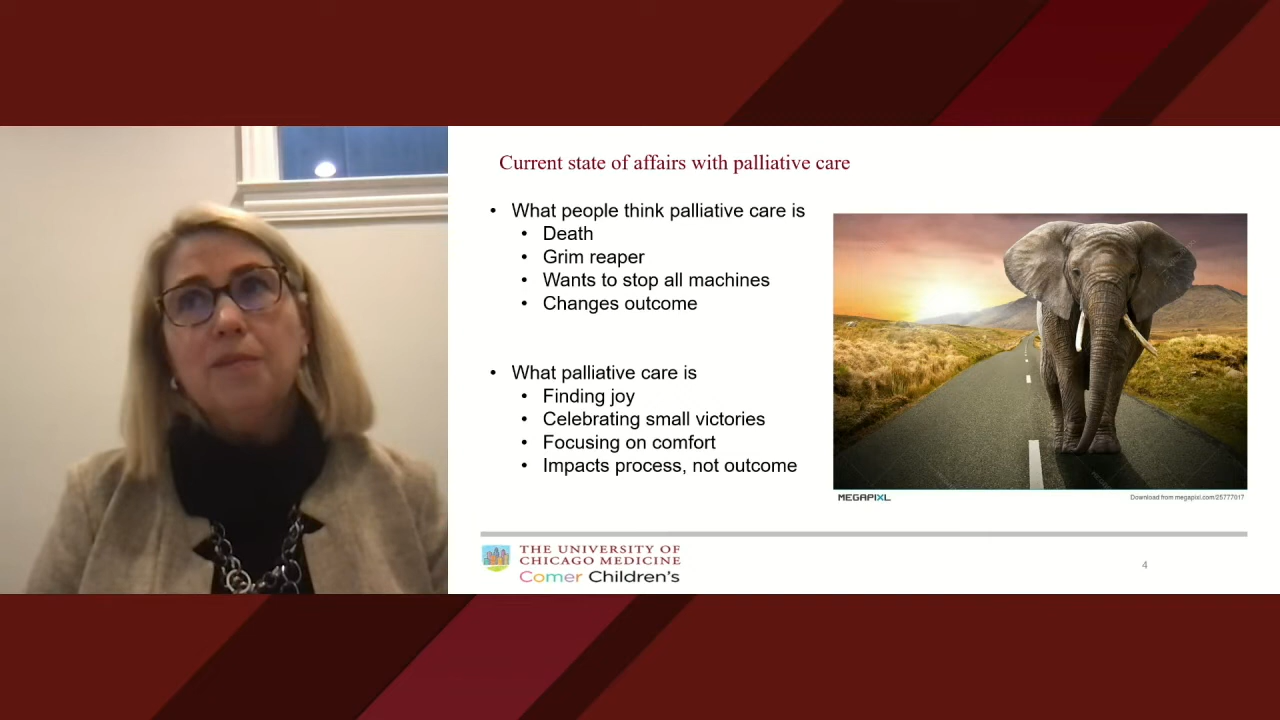 Current state of affairs with palliative care
• What people think palliative care is
• Death
• Grim reaper
• Wants to stop all machines
• Changes outcome
• What palliative care is
• Finding joy
• Celebrating small victories
• Focusing on comfort
• Impacts process, not outcome
MEGAPIXL
Download from megapixl.com/25777017
THE UNIVERSITY OF
CHICAGO MEDICINE
Comer Children's
4